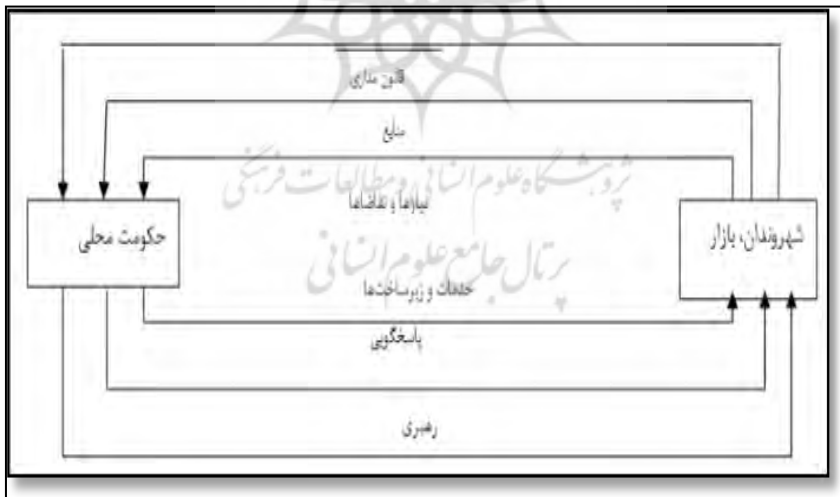 قانون مداری
منابع
پژوهشگاه علوم انسانی و مطالعات فرهنگی
نیازها و تقاضاها
حکومت محلی
شهروندان، بازار
پرتال جامع علوم انسانی
خدمات و زیرساخت‌ها
پاسخگویی
رهبری